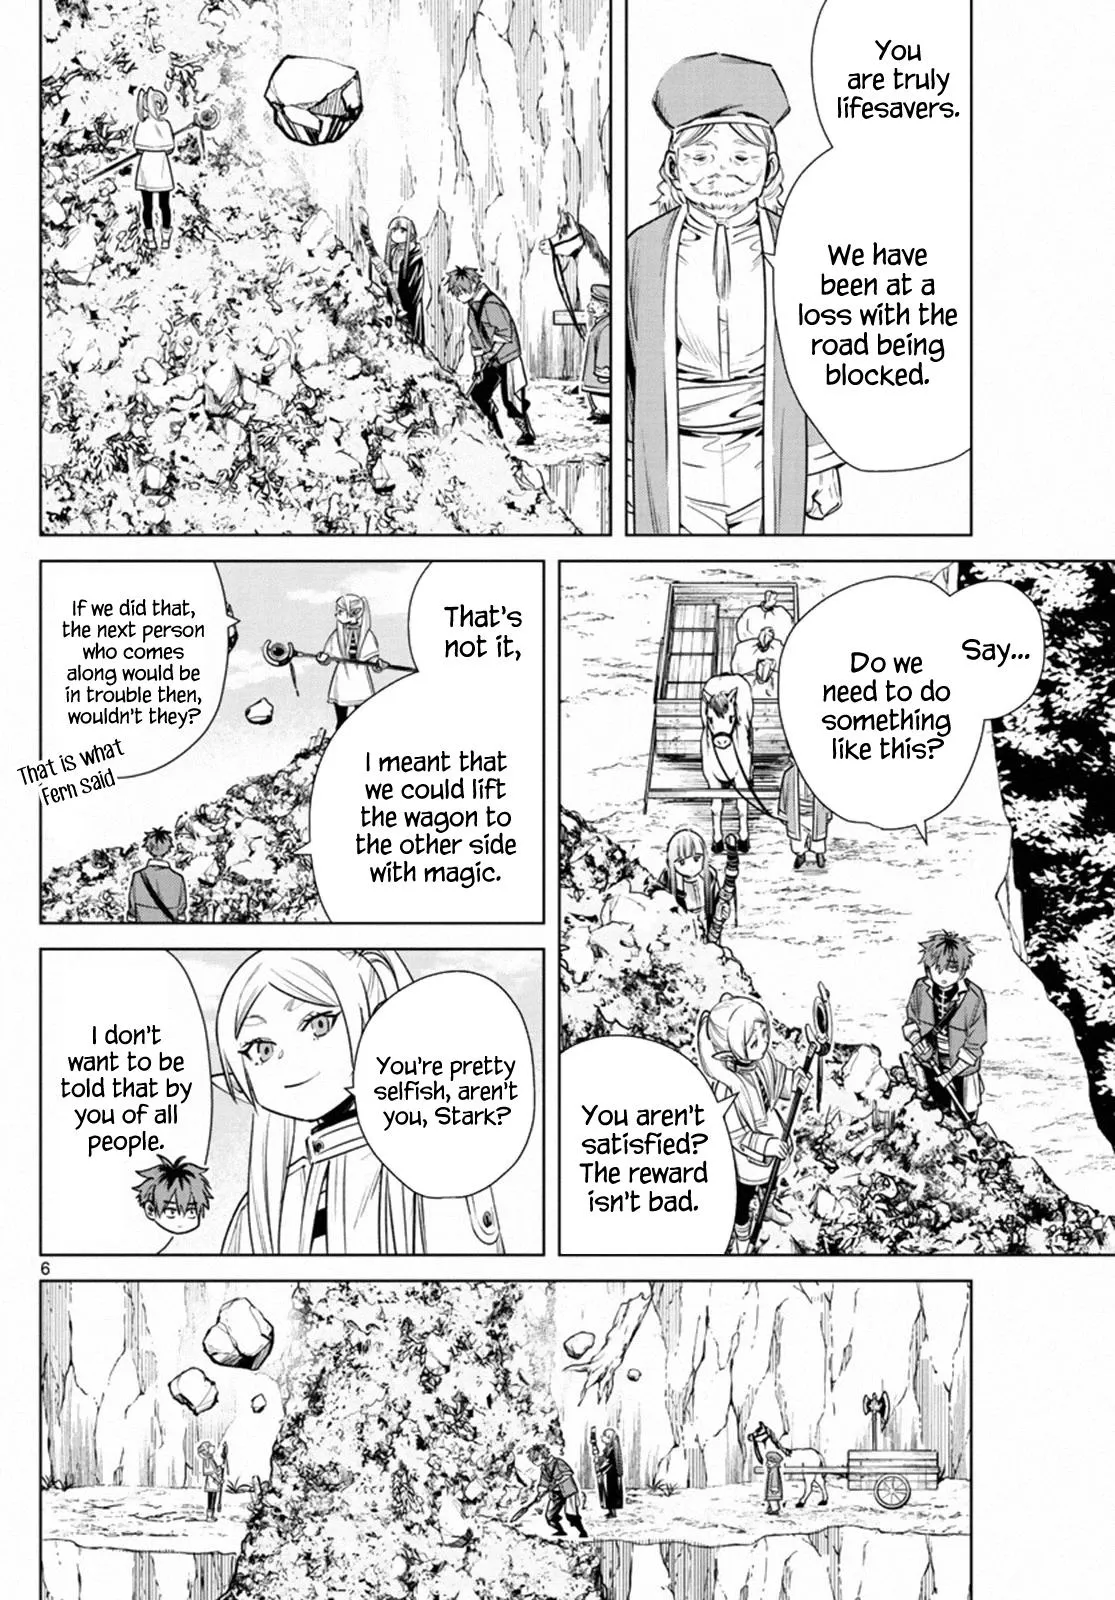 You
are truly
lifesavers.
We have
been at a
loss with the
road being
blocked.
Say...
Do we
need to do
something
like this?
You aren't
satisfied?
The reward
isn't bad.
That's
not it,
I meant that
we could lift
the wagon to
the other side
with magic.
If we did that,
the next person
who comes
along would be
in trouble then,
wouldn't they?
That is what
Fern said
You're pretty
selfish, aren't
you, Stark?
I don't
want to be
told that by
you of all
people.
6